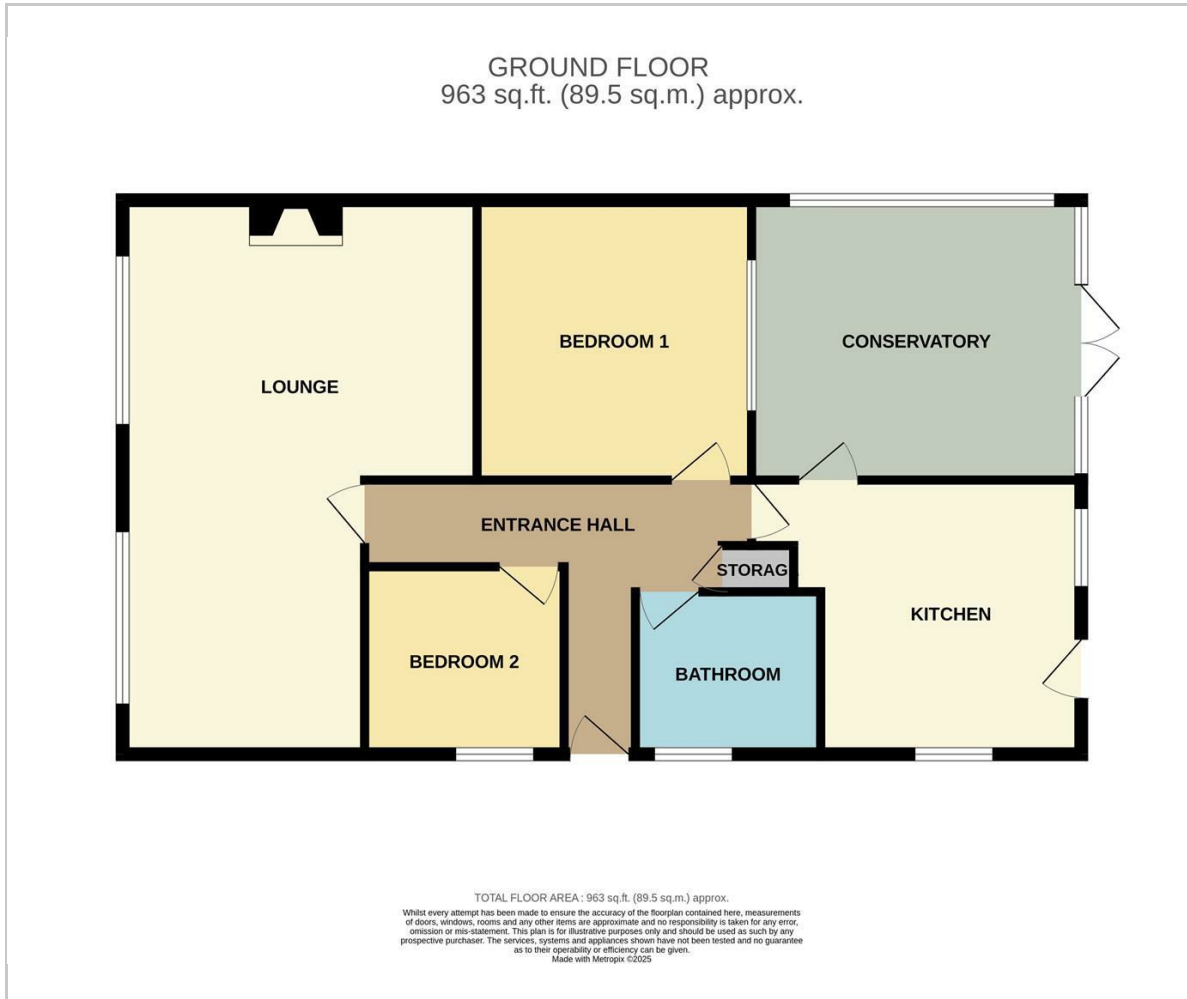 GROUND FLOOR
963 sq.ft. (89.5 sq.m.) approx.
BEDROOM 1
CONSERVATORY
LOUNGE
ENTRANCE HALL
STORAG
KITCHEN
BEDROOM 2
BATHROOM
TOTAL FLOOR AREA : 963 sq.ft. (89.5 sq.m.) approx.
Whilst every attempt has been made to ensure the accuracy of the floorplan contained here, measurements
of doors, windows, rooms and any other items are approximate and no responsibility is taken for any error,
omission or mis-statement. This plan is for illustrative purposes only and should be used as such by any
prospective purchaser. The services, systems and appliances shown have not been tested and no guarantee
as to their operability or efficiency can be given.
Made with Metropix ©2025